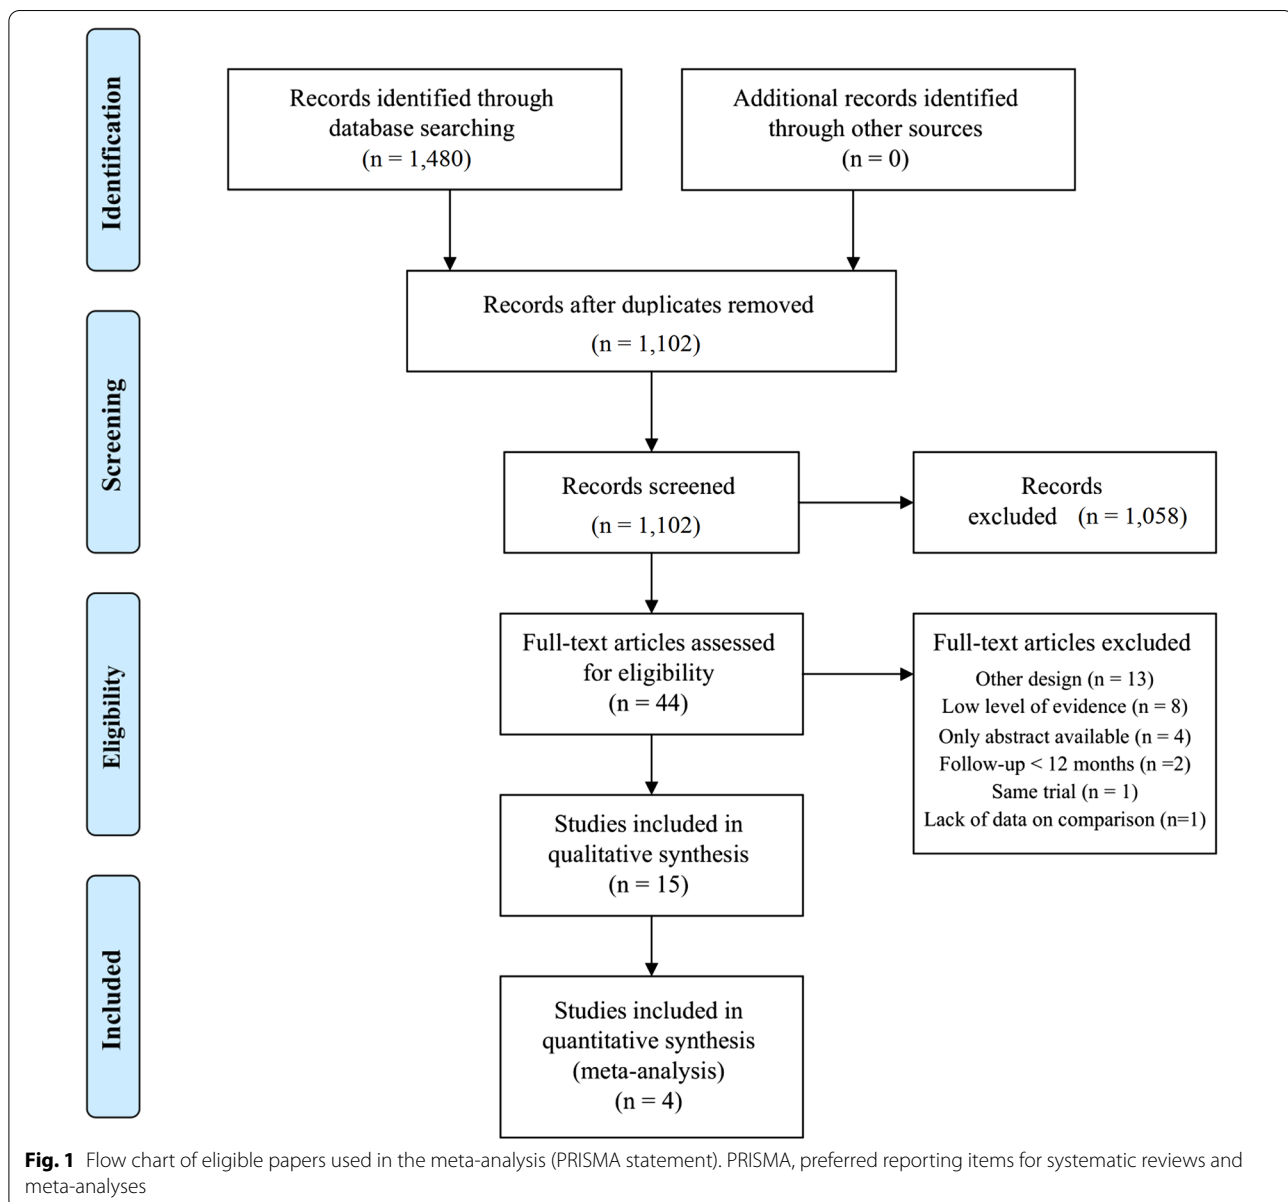 Identification
Records identified through
database searching
(n = 1,480)
Additional records identified
through other sources
(n = 0)
Records after duplicates removed
(n = 1,102)
Screening
Records screened
(n = 1,102)
Records
excluded (n = 1,058)
Eligibility
Full-text articles assessed
for eligibility
(n = 44)
Full-text articles excluded
Other design (n = 13)
Low level of evidence (n = 8)
Only abstract available (n = 4)
Follow-up < 12 months (n =2)
Same trial (n = 1)
Lack of data on comparison (n=1)
Studies included in
qualitative synthesis
(n = 15)
Included
Studies included in
quantitative synthesis
(meta-analysis)
(n = 4)
Fig. 1 Flow chart of eligible papers used in the meta-analysis (PRISMA statement). PRISMA, preferred reporting items for systematic reviews and
meta-analyses